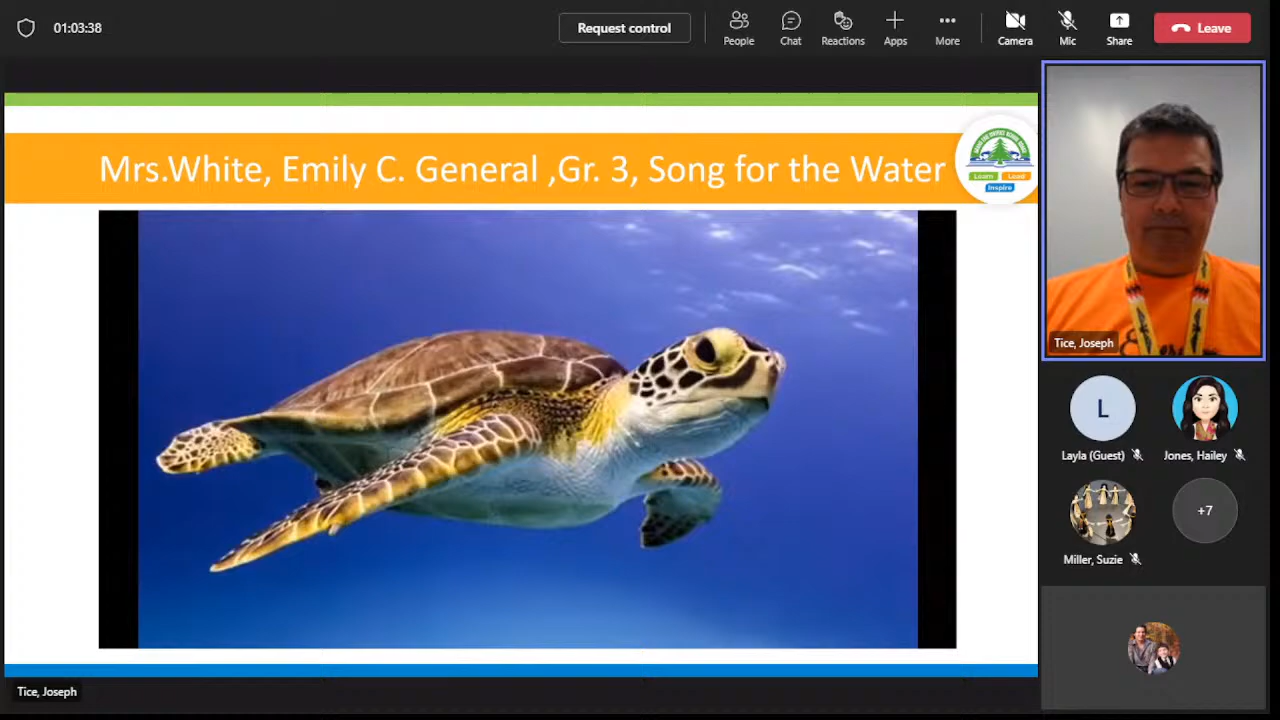 01:03:38
Request control
People
Chat
Reactions
Apps
More
Camera
Mic
Share
Leave
Mrs.White, Emily C. General ,Gr. 3, Song for the Water
Learn
Lead
Inspire
Tice, Joseph
L
Layla (Guest)
Jones, Hailey
Miller, Suzie
+7
Tice, Joseph